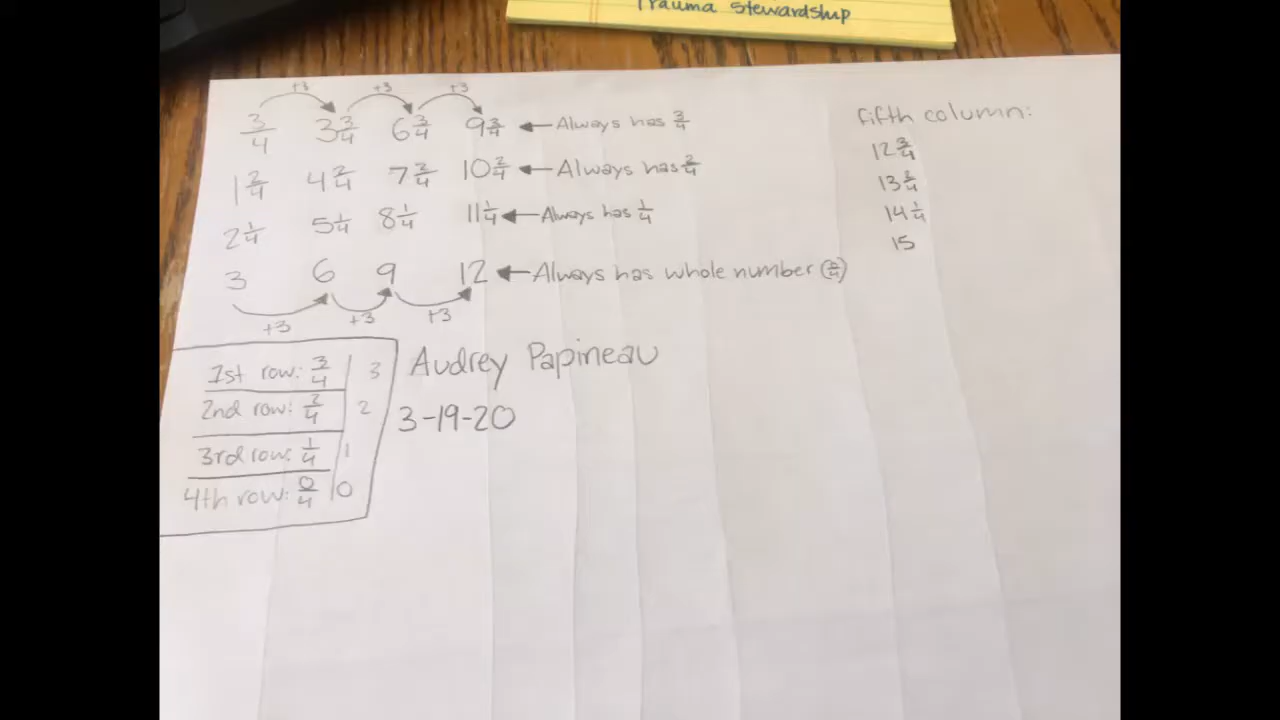 Trauma Stewardship
+3 +3 +3
3/4 3 3/4 6 3/4 9 3/4 ← Always has 3/4
1 2/4 4 2/4 7 2/4 10 2/4 ← Always has 2/4
2 1/4 5 1/4 8 1/4 11 1/4 ← Always has 1/4
3 6 9 12 ← Always has whole number (0/4)
+3 +3 +3
fifth column:
12 3/4
13 2/4
14 1/4
15
1st row: 3/4 | 3
2nd row: 2/4 | 2
3rd row: 1/4 | 1
4th row: 0/4 | 0
Audrey Papineau
3-19-20